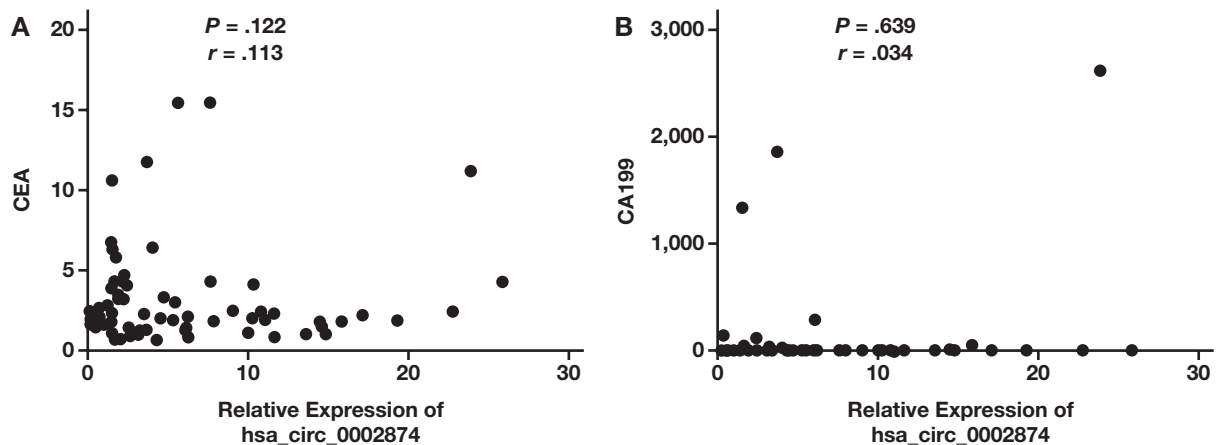 A
P = .122
r = .113
20
15
10
5
0
CEA
0
10
20
30
Relative Expression of
hsa_circ_0002874
B
P = .639
r = .034
3,000
2,000
1,000
0
CA199
0
10
20
30
Relative Expression of
hsa_circ_0002874